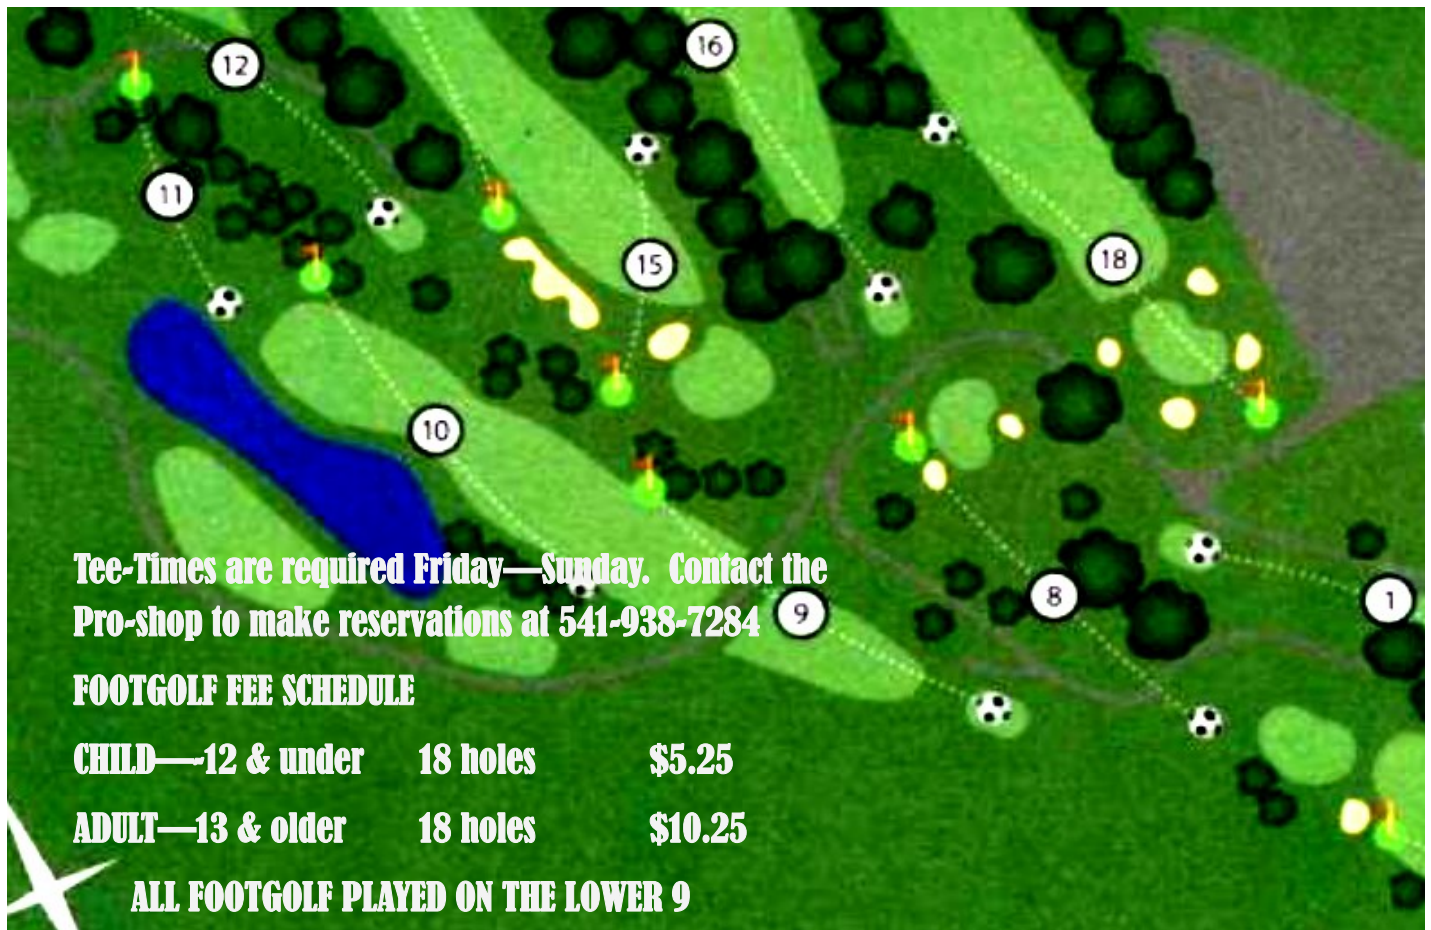 12
16
11
15
18
10
8
1
9
Tee-Times are required Friday—Sunday. Contact the
Pro-shop to make reservations at 541-938-7284
FOOTGOLF FEE SCHEDULE
CHILD—-12 & under 18 holes $5.25
ADULT—13 & older 18 holes $10.25
ALL FOOTGOLF PLAYED ON THE LOWER 9